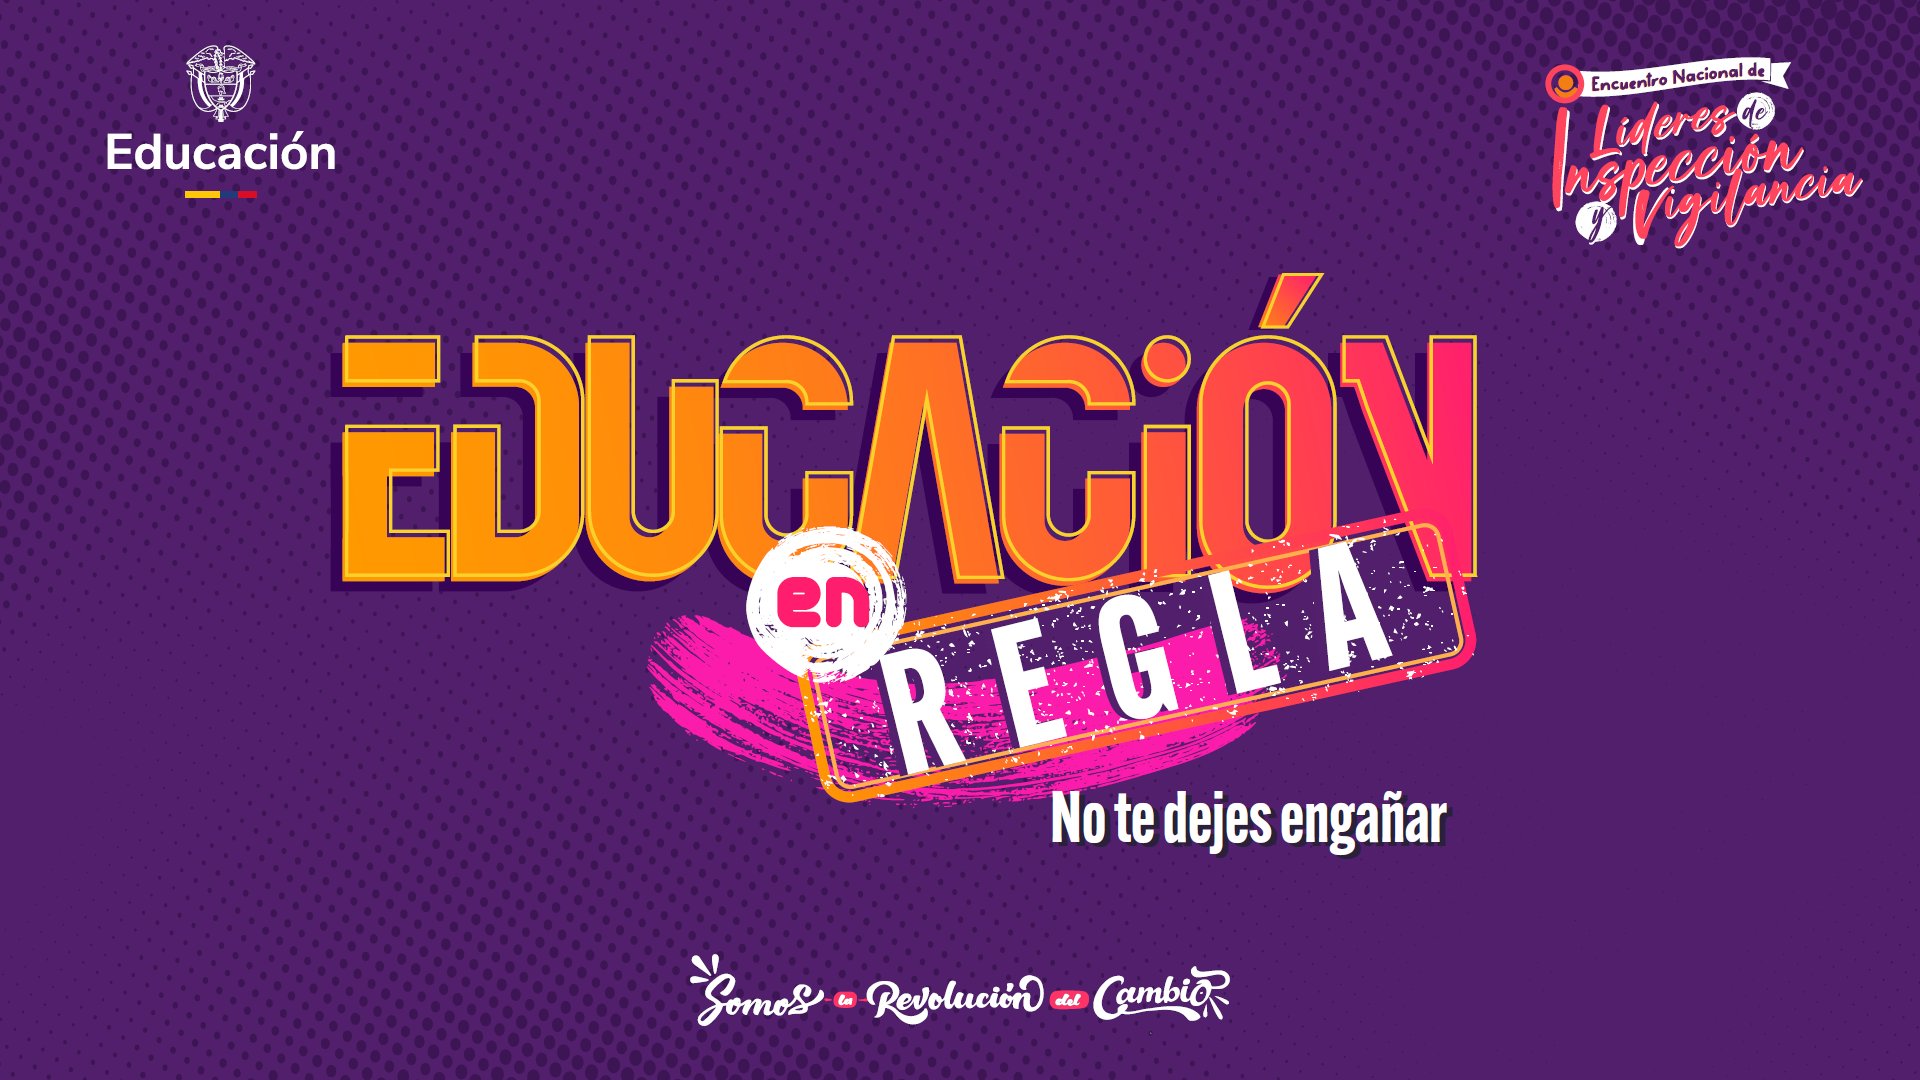 Educación
Encuentro Nacional de
Líderes de
Inspección
y Vigilancia
EDUCACIÓN
en
REGLA
No te dejes engañar
Somos la Revolución del Cambio